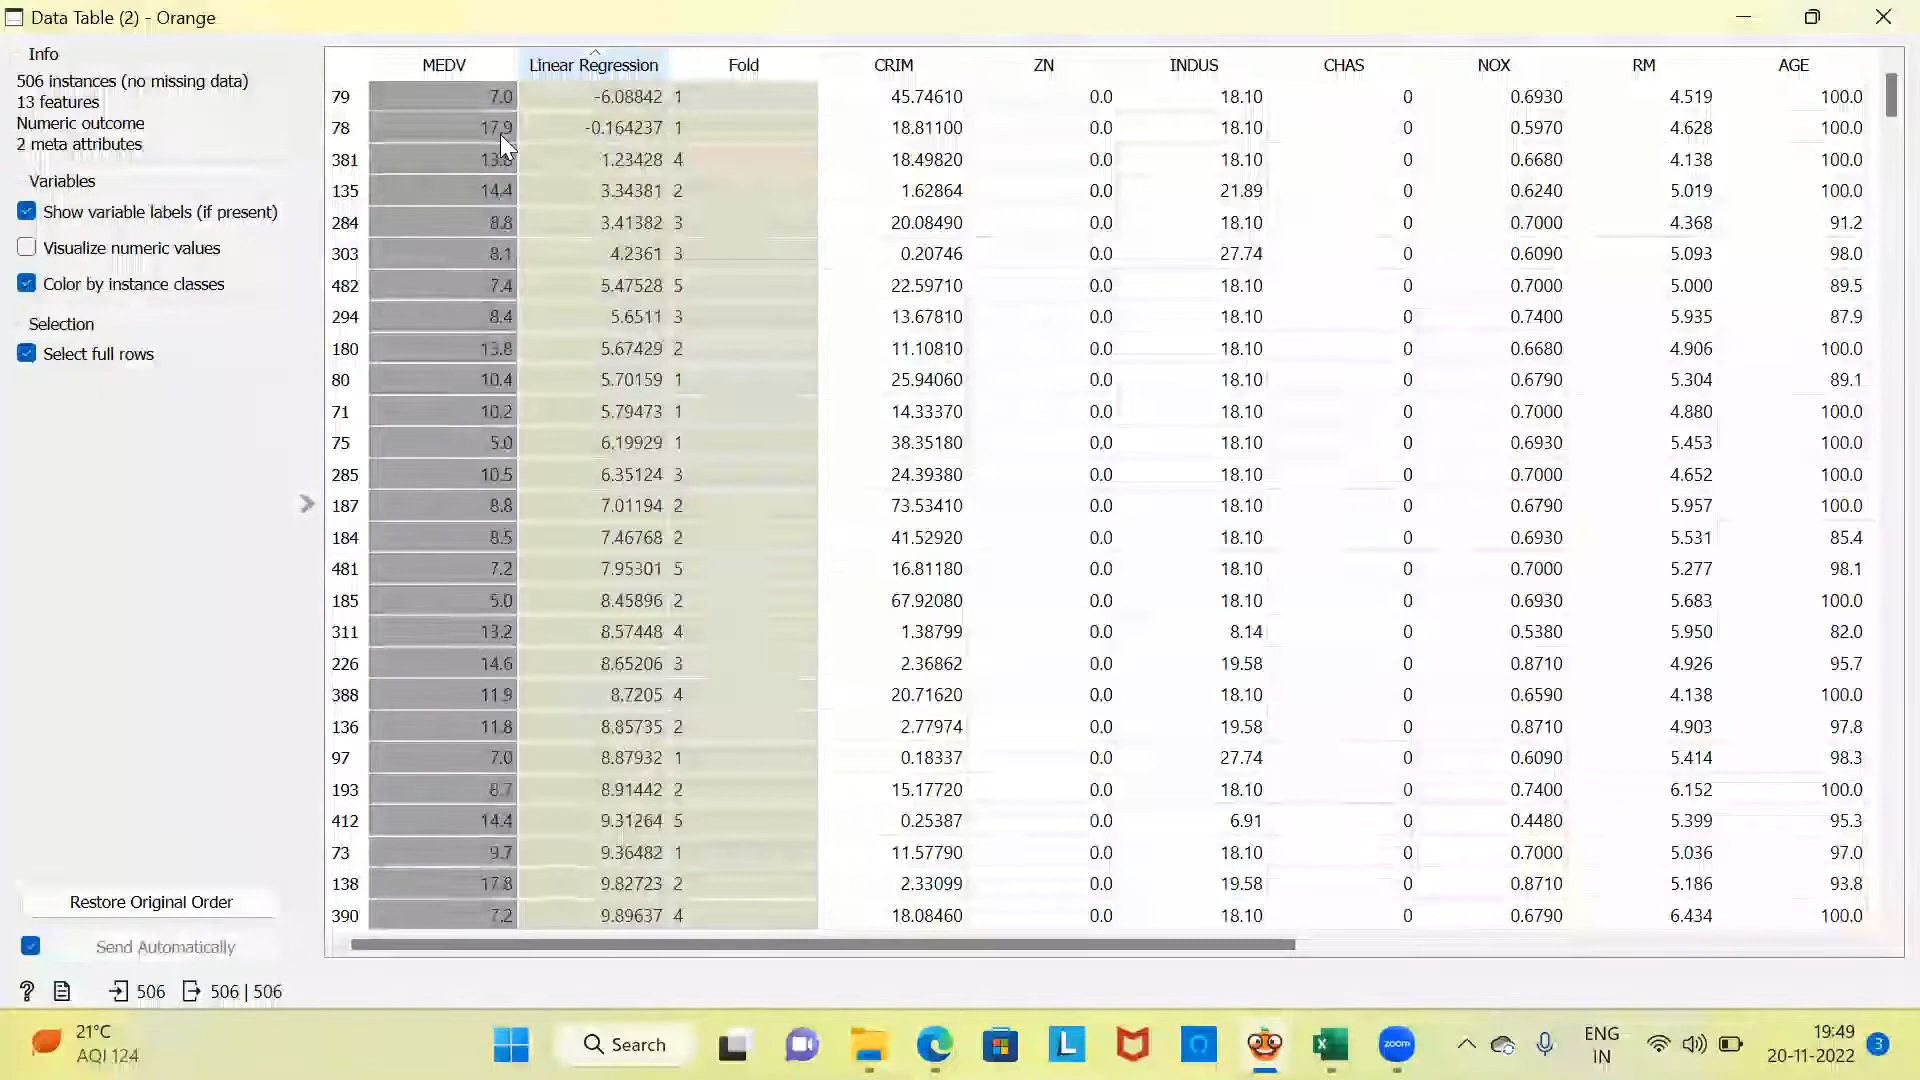 Data Table (2) - Orange
Info
506 instances (no missing data)
13 features
Numeric outcome
2 meta attributes
Variables
Show variable labels (if present)
Visualize numeric values
Color by instance classes
Selection
Select full rows
Restore Original Order
Send Automatically
506 506 | 506
MEDV Linear Regression Fold CRIM ZN INDUS CHAS NOX RM AGE
79 7.0 -6.08842 1 45.74610 0.0 18.10 0 0.6930 4.519 100.0
78 17.9 -0.164237 1 18.81100 0.0 18.10 0 0.5970 4.628 100.0
381 13.8 1.23428 4 18.49820 0.0 18.10 0 0.6680 4.138 100.0
135 14.4 3.34381 2 1.62864 0.0 21.89 0 0.6240 5.019 100.0
284 8.8 3.41382 3 20.08490 0.0 18.10 0 0.7000 4.368 91.2
303 8.1 4.2361 3 0.20746 0.0 27.74 0 0.6090 5.093 98.0
482 7.4 5.47528 5 22.59710 0.0 18.10 0 0.7000 5.000 89.5
294 8.4 5.6511 3 13.67810 0.0 18.10 0 0.7400 5.935 87.9
180 13.8 5.67429 2 11.10810 0.0 18.10 0 0.6680 4.906 100.0
80 10.4 5.70159 1 25.94060 0.0 18.10 0 0.6790 5.304 89.1
71 10.2 5.79473 1 14.33370 0.0 18.10 0 0.7000 4.880 100.0
75 5.0 6.19929 1 38.35180 0.0 18.10 0 0.6930 5.453 100.0
285 10.5 6.35124 3 24.39380 0.0 18.10 0 0.7000 4.652 100.0
187 8.8 7.01194 2 73.53410 0.0 18.10 0 0.6790 5.957 100.0
184 8.5 7.46768 2 41.52920 0.0 18.10 0 0.6930 5.531 85.4
481 7.2 7.95301 5 16.81180 0.0 18.10 0 0.7000 5.277 98.1
185 5.0 8.45896 2 67.92080 0.0 18.10 0 0.6930 5.683 100.0
311 13.2 8.57448 4 1.38799 0.0 8.14 0 0.5380 5.950 82.0
226 14.6 8.65206 3 2.36862 0.0 19.58 0 0.8710 4.926 95.7
388 11.9 8.7205 4 20.71620 0.0 18.10 0 0.6590 4.138 100.0
136 11.8 8.85735 2 2.77974 0.0 19.58 0 0.8710 4.903 97.8
97 7.0 8.87932 1 0.18337 0.0 27.74 0 0.6090 5.414 98.3
193 8.7 8.91442 2 15.17720 0.0 18.10 0 0.7400 6.152 100.0
412 14.4 9.31264 5 0.25387 0.0 6.91 0 0.4480 5.399 95.3
73 9.7 9.36482 1 11.57790 0.0 18.10 0 0.7000 5.036 97.0
138 17.8 9.82723 2 2.33099 0.0 19.58 0 0.8710 5.186 93.8
390 7.2 9.89637 4 18.08460 0.0 18.10 0 0.6790 6.434 100.0
21°C
AQI 124
Search
L
zoom
ENG
IN
19:49
20-11-2022
3